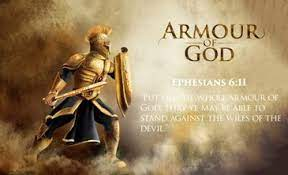 ARMOUR
OF
GOD
EPHESIANS 6:11
"PUT ON THE WHOLE ARMOUR OF
GOD, THAT YE MAY BE ABLE TO
STAND AGAINST THE WILES OF THE
DEVIL."